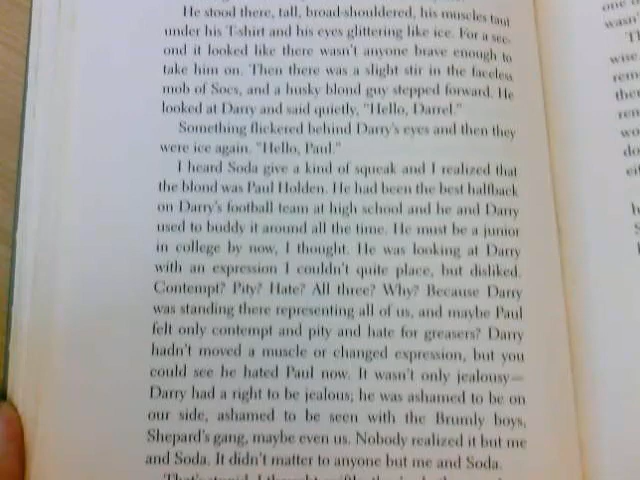 He stood there, tall, broad-shouldered, his muscles taut
under his T-shirt and his eyes glittering like ice. For a sec-
ond it looked like there wasn't anyone brave enough to
take him on. Then there was a slight stir in the faceless
mob of Socs, and a husky blond guy stepped forward. He
looked at Darry and said quietly, "Hello, Darrel."
Something flickered behind Darry's eyes and then they
were ice again. "Hello, Paul."
I heard Soda give a kind of squeak and I realized that
the blond was Paul Holden. He had been the best halfback
on Darry's football team at high school and he and Darry
used to buddy it around all the time. He must be a junior
in college by now, I thought. He was looking at Darry
with an expression I couldn't quite place, but disliked.
Contempt? Pity? Hate? All three? Why? Because Darry
was standing there representing all of us, and maybe Paul
felt only contempt and pity and hate for greasers? Darry
hadn't moved a muscle or changed expression, but you
could see he hated Paul now. It wasn't only jealousy—
Darry had a right to be jealous; he was ashamed to be on
our side, ashamed to be seen with the Brumly boys,
Shepard's gang, maybe even us. Nobody realized it but me
and Soda. It didn't matter to anyone but me and Soda.